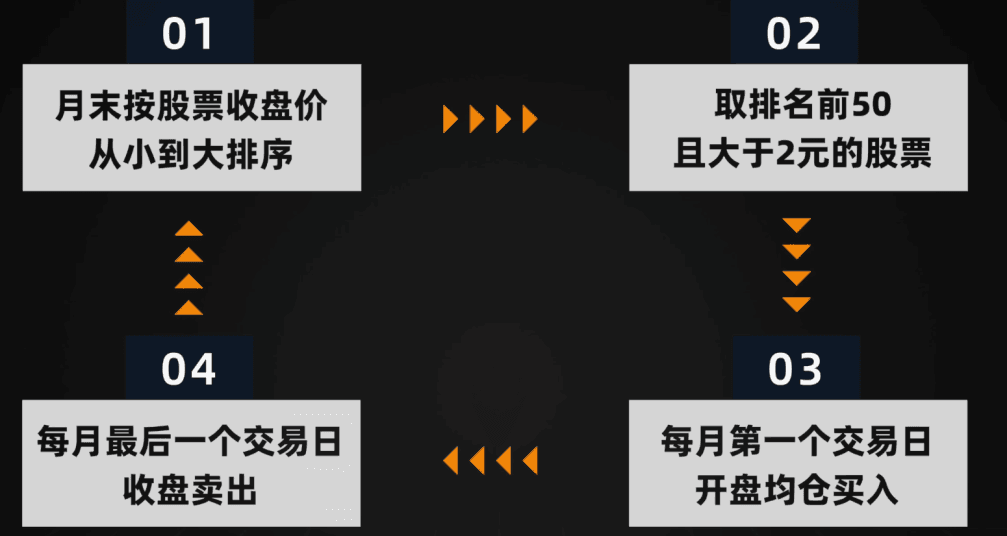 01
月末按股票收盘价
从小到大排序
02
取排名前50
且大于2元的股票
03
每月第一个交易日
开盘均仓买入
04
每月最后一个交易日
收盘卖出